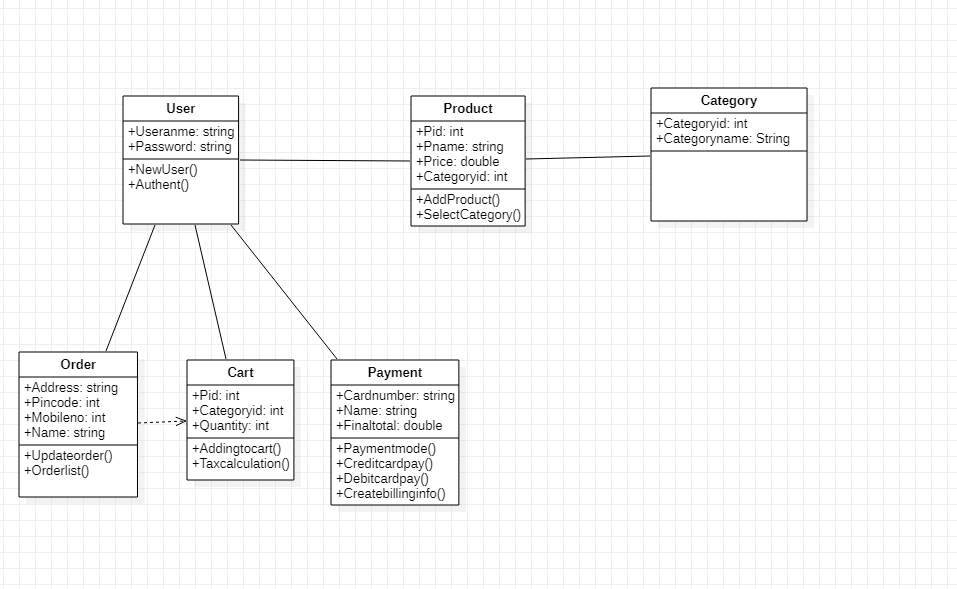 User
+Useranme: string
+Password: string
+NewUser()
+Authent()
Product
+Pid: int
+Pname: string
+Price: double
+Categoryid: int
+AddProduct()
+SelectCategory()
Category
+Categoryid: int
+Categoryname: String
Order
+Address: string
+Pincode: int
+Mobileno: int
+Name: string
+Updateorder()
+Orderlist()
Cart
+Pid: int
+Categoryid: int
+Quantity: int
+Addingtocart()
+Taxcalculation()
Payment
+Cardnumber: string
+Name: string
+Finaltotal: double
+Paymentmode()
+Creditcardpay()
+Debitcardpay()
+Createbillinginfo()